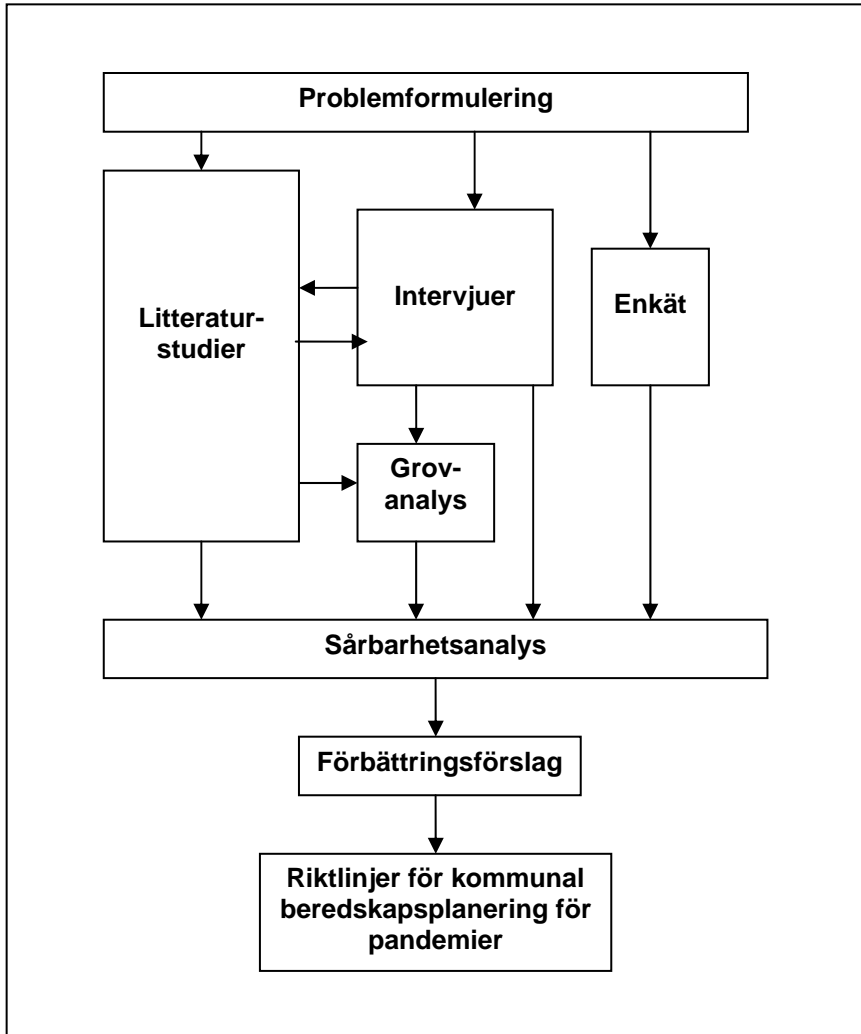 Problemformulering
Litteratur-
studier
Intervjuer
Enkät
Grov-
analys
Sårbarhetsanalys
Förbättringsförslag
Riktlinjer för kommunal
beredskapsplanering för
pandemier